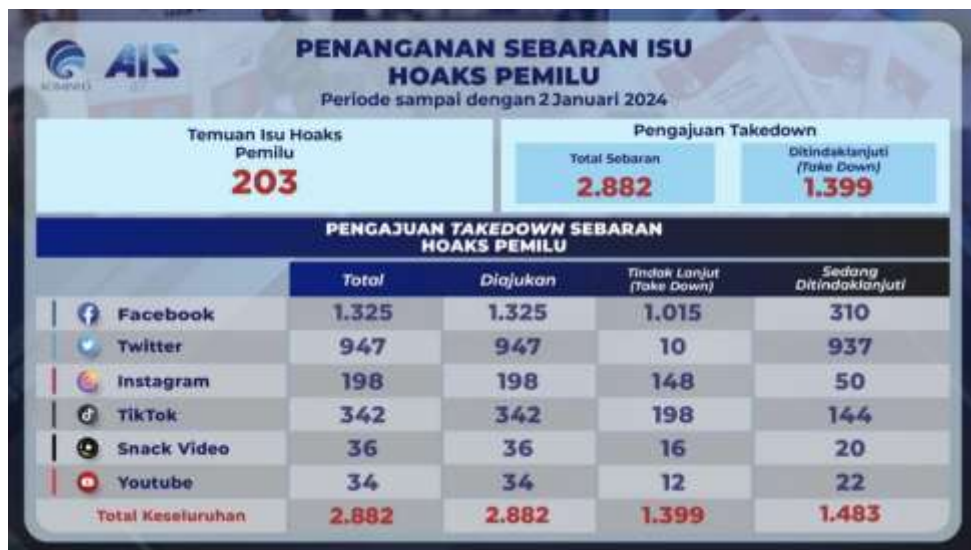 KOMINFO
AIS
PENANGANAN SEBARAN ISU
HOAKS PEMILU
Periode sampai dengan 2 Januari 2024
Temuan Isu Hoaks
Pemilu
203
Pengajuan Takedown
Total Sebaran
2.882
Ditindaklanjuti
(Take Down)
1.399
PENGAJUAN TAKEDOWN SEBARAN
HOAKS PEMILU
Total Diajukan Tindak Lanjut (Take Down) Sedang Ditindaklanjuti
Facebook 1.325 1.325 1.015 310
Twitter 947 947 10 937
Instagram 198 198 148 50
TikTok 342 342 198 144
Snack Video 36 36 16 20
Youtube 34 34 12 22
Total Keseluruhan 2.882 2.882 1.399 1.483